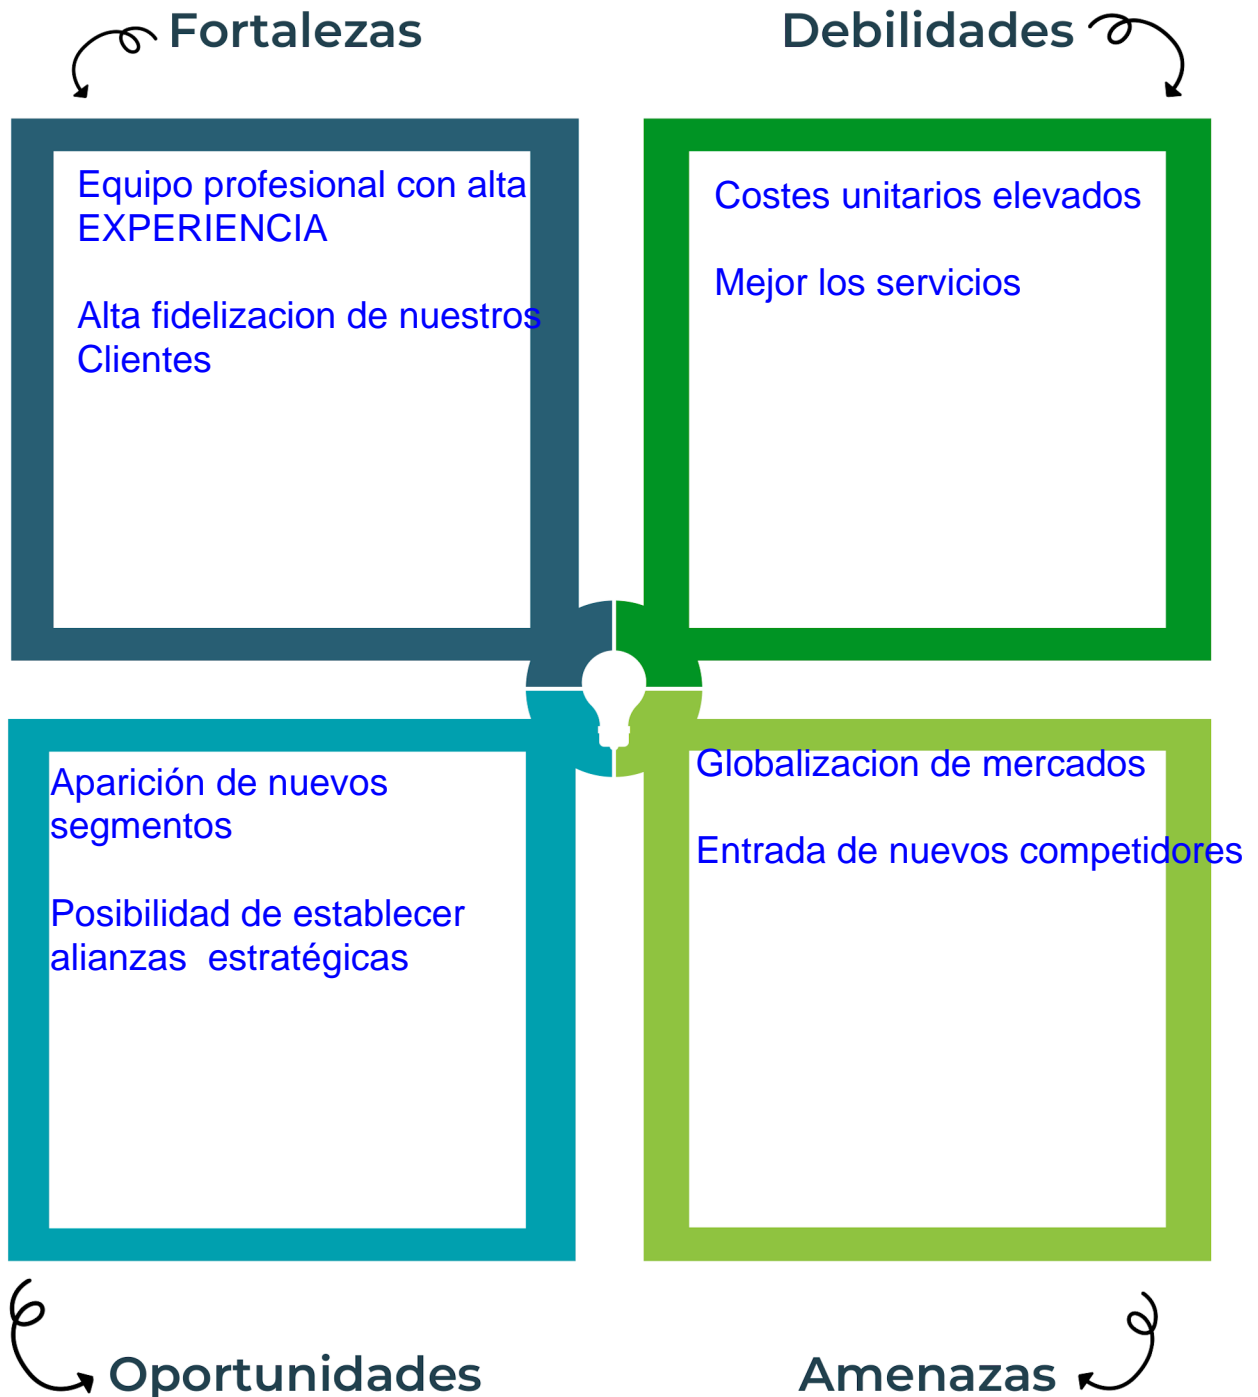 Fortalezas
Equipo profesional con alta
EXPERIENCIA
Alta fidelizacion de nuestros
Clientes
Debilidades
Costes unitarios elevados
Mejor los servicios
Aparición de nuevos
segmentos
Posibilidad de establecer
alianzas  estratégicas
Oportunidades
Globalizacion de mercados
Entrada de nuevos competidores
Amenazas